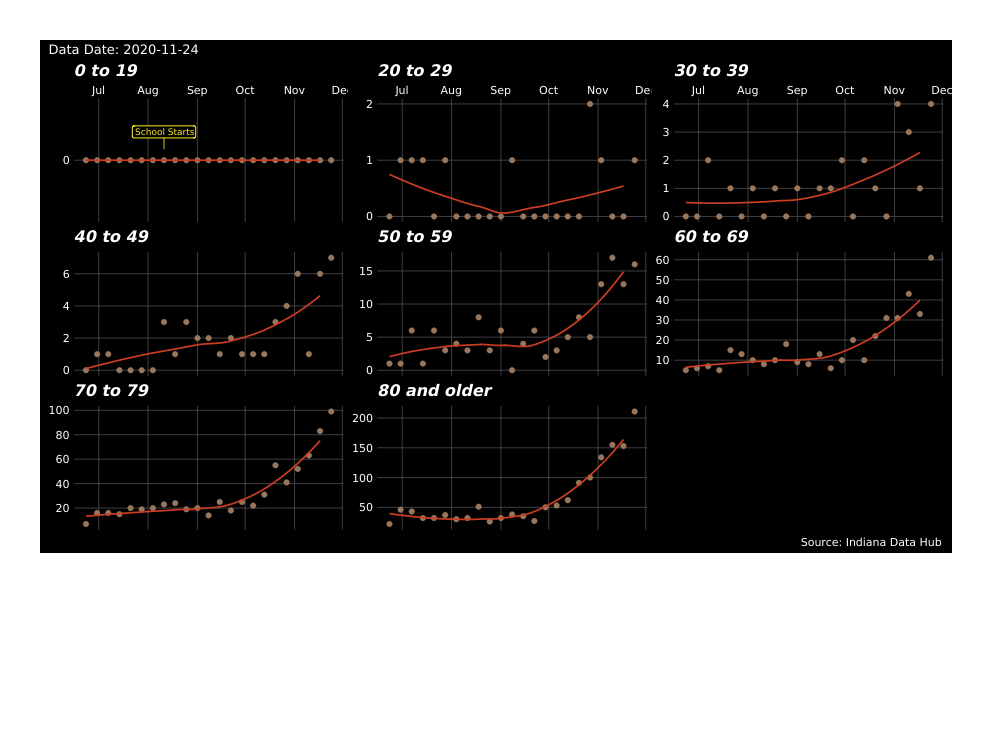 Data Date: 2020-11-24
0 to 19
20 to 29
30 to 39
Jul Aug Sep Oct Nov De
Jul Aug Sep Oct Nov De
Jul Aug Sep Oct Nov Dec
School Starts
0
2
1
0
4
3
2
1
0
40 to 49
50 to 59
60 to 69
6
4
2
0
15
10
5
0
60
50
40
30
20
10
70 to 79
80 and older
100
80
60
40
20
200
150
100
50
Source: Indiana Data Hub